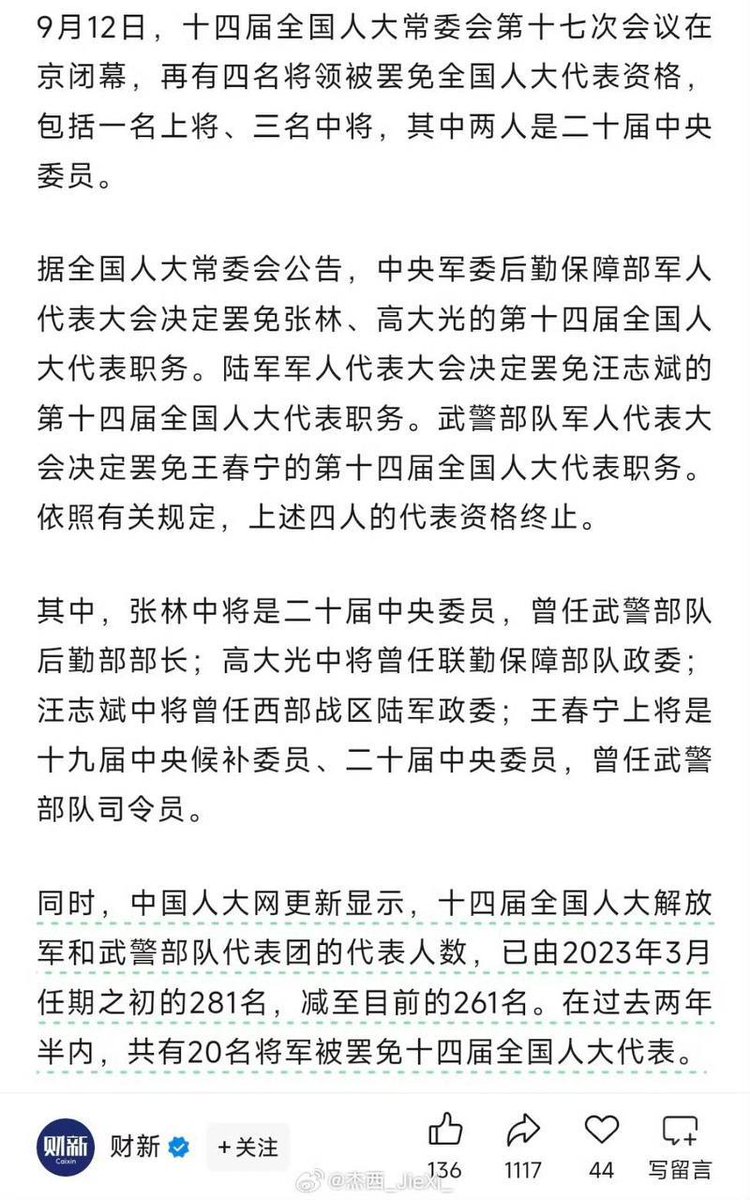 9月12日，十四届全国人大常委会第十七次会议在
京闭幕，再有四名将领被罢免全国人大代表资格，
包括一名上将、三名中将，其中两人是二十届中央
委员。
据全国人大常委会公告，中央军委后勤保障部军人
代表大会决定罢免张林、高大光的第十四届全国人
大代表职务。陆军军人代表大会决定罢免汪志斌的
第十四届全国人大代表职务。武警部队军人代表大
会决定罢免王春宁的第十四届全国人大代表职务。
依照有关规定，上述四人的代表资格终止。
其中，张林中将是二十届中央委员，曾任武警部队
后勤部部长；高大光中将曾任联勤保障部队政委；
汪志斌中将曾任西部战区陆军政委；王春宁上将是
十九届中央候补委员、二十届中央委员，曾任武警
部队司令员。
同时，中国人大网更新显示，十四届全国人大解放
军和武警部队代表团的代表人数，已由2023年3月
任期之初的281名，减至目前的261名。在过去两年
半内，共有20名将军被罢免十四届全国人大代表。
财新
Caixin
财新
+关注
136
1117
44
写留言
@杰西_JieXi_